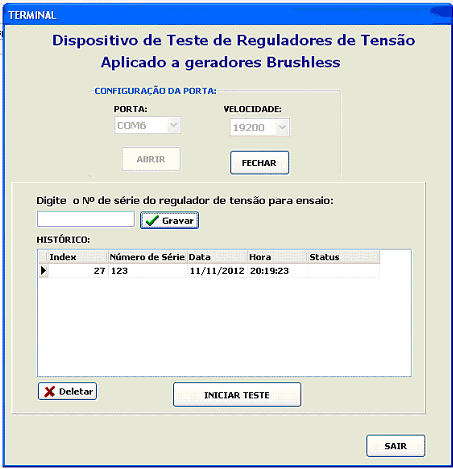 TERMINAL
Dispositivo de Teste de Reguladores de Tensão
Aplicado a geradores Brushless
CONFIGURAÇÃO DA PORTA:
PORTA: VELOCIDADE:
COM6 19200
ABRIR FECHAR
Digite o Nº de série do regulador de tensão para ensaio:
Gravar
HISTÓRICO:
Index Número de Série Data Hora Status
27 123 11/11/2012 20:19:23
Deletar INICIAR TESTE
SAIR